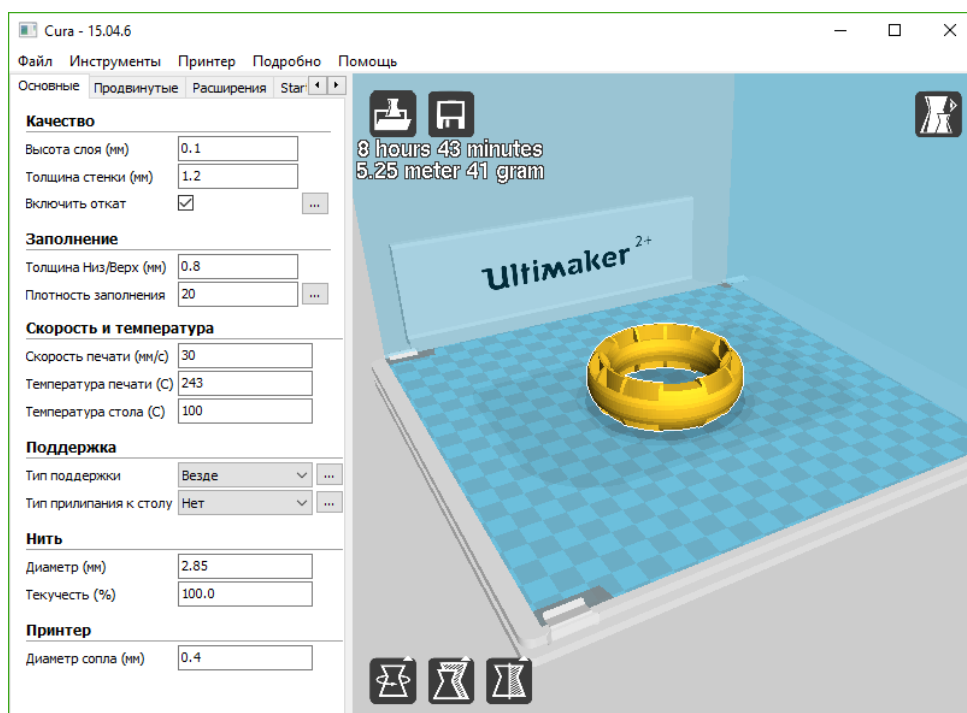 Cura - 15.04.6
Файл Инструменты Принтер Подробно Помощь
Основные Продвинутые Расширения Star
Качество
Высота слоя (мм) 0.1
Толщина стенки (мм) 1.2
Включить откат ...
Заполнение
Толщина Низ/Верх (мм) 0.8
Плотность заполнения 20 ...
Скорость и температура
Скорость печати (мм/с) 30
Температура печати (C) 243
Температура стола (C) 100
Поддержка
Тип поддержки Везде ...
Тип прилипания к столу Нет ...
Нить
Диаметр (мм) 2.85
Текучесть (%) 100.0
Принтер
Диаметр сопла (мм) 0.4
8 hours 43 minutes
5.25 meter 41 gram
Ultimaker 2+